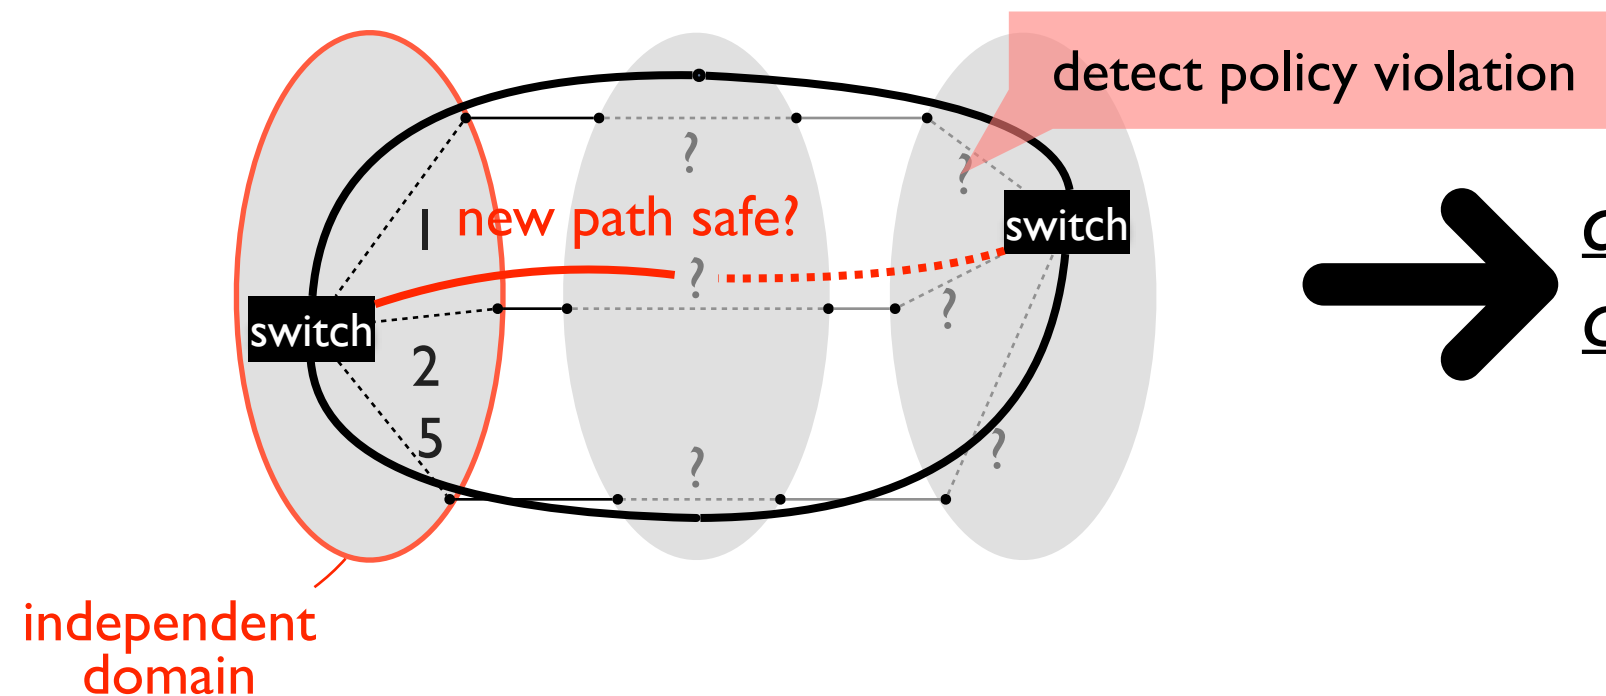 detect policy violation
?
?
1
new path safe?
switch
?
?
switch
2
5
?
?
independent
domain